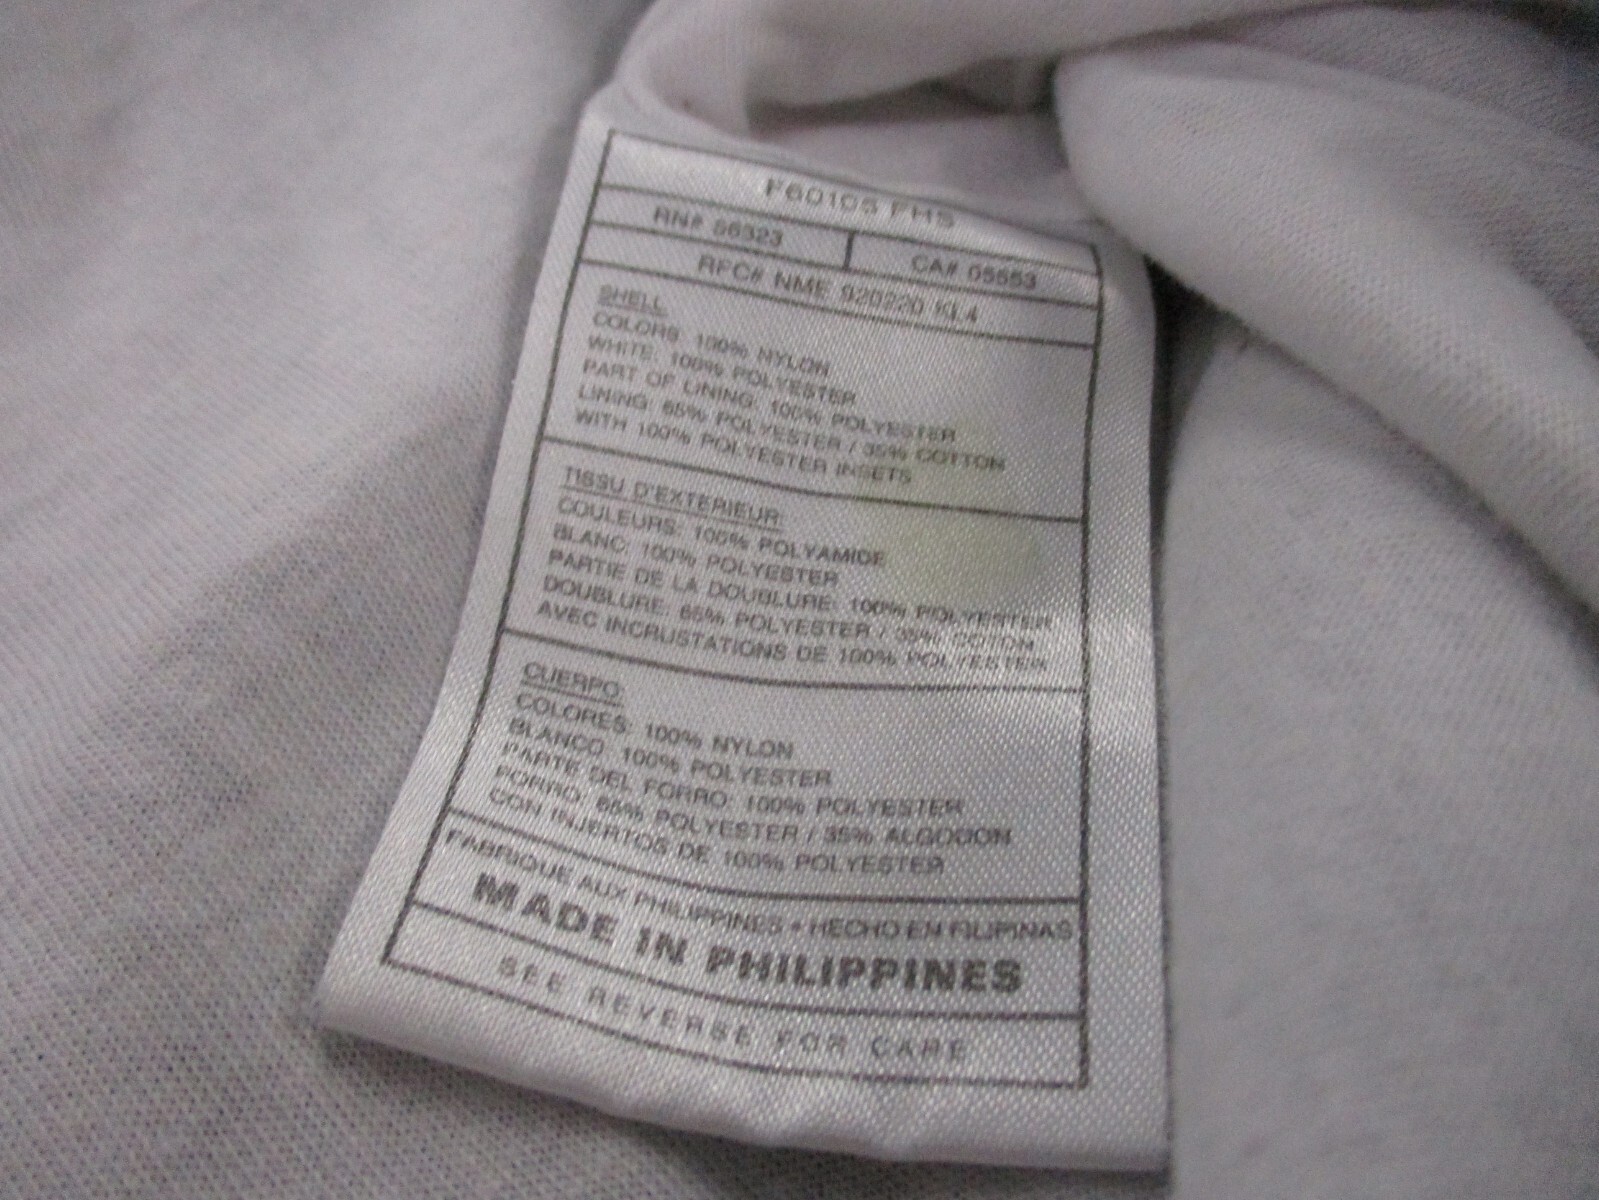 F60105 FHS
RN# 56323
CA# 05553
RFC# NME 920220 KL4
SHELL
COLORS: 100% NYLON
WHITE: 100% POLYESTER
PART OF LINING: 100% POLYESTER
LINING: 65% POLYESTER / 35% COTTON
WITH 100% POLYESTER INSETS
TISSU D'EXTERIEUR:
COULEURS: 100% POLYAMIDE
BLANC: 100% POLYESTER
PARTIE DE LA DOUBLURE: 100% POLYESTER
DOUBLURE: 65% POLYESTER / 35% COTON
AVEC INCRUSTATIONS DE 100% POLYESTER
CUERPO:
COLORES: 100% NYLON
BLANCO: 100% POLYESTER
PARTE DEL FORRO: 100% POLYESTER
FORRO: 65% POLYESTER / 35% ALGODON
CON INJERTOS DE 100% POLYESTER
FABRIQUE AUX PHILIPPINES • HECHO EN FILIPINAS
MADE IN PHILIPPINES
SEE REVERSE FOR CARE